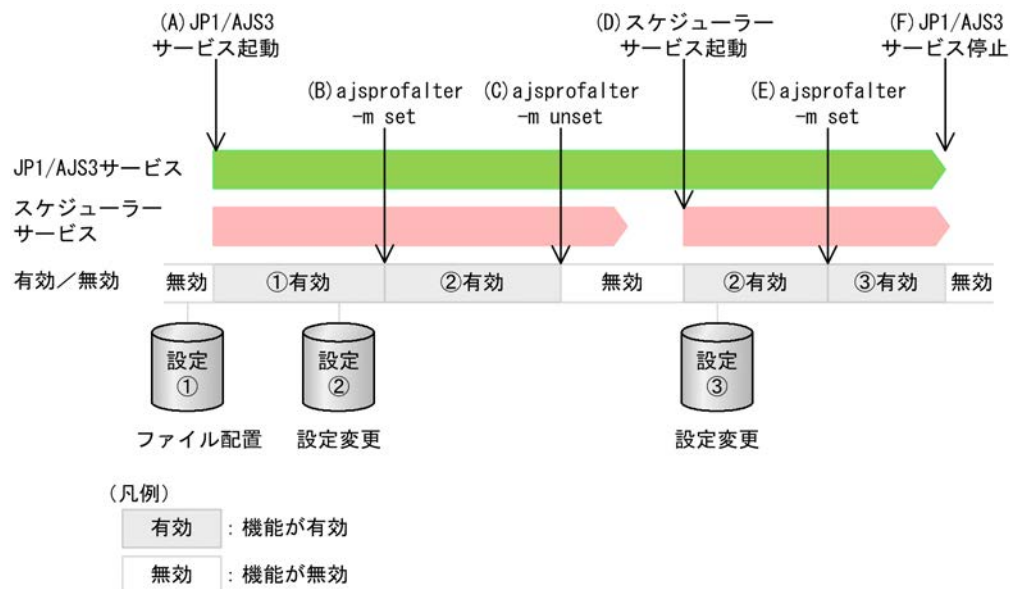 (A)JP1/AJS3
サービス起動
(D)スケジューラー
サービス起動
(F)JP1/AJS3
サービス停止
(B)ajsprofalter
-m set
(C)ajsprofalter
-m unset
(E)ajsprofalter
-m set
JP1/AJS3サービス
スケジューラー
サービス
有効／無効
無効
①有効
②有効
無効
②有効
③有効
無効
設定
①
設定
②
設定
③
ファイル配置
設定変更
設定変更
(凡例)
有効
：機能が有効
無効
：機能が無効